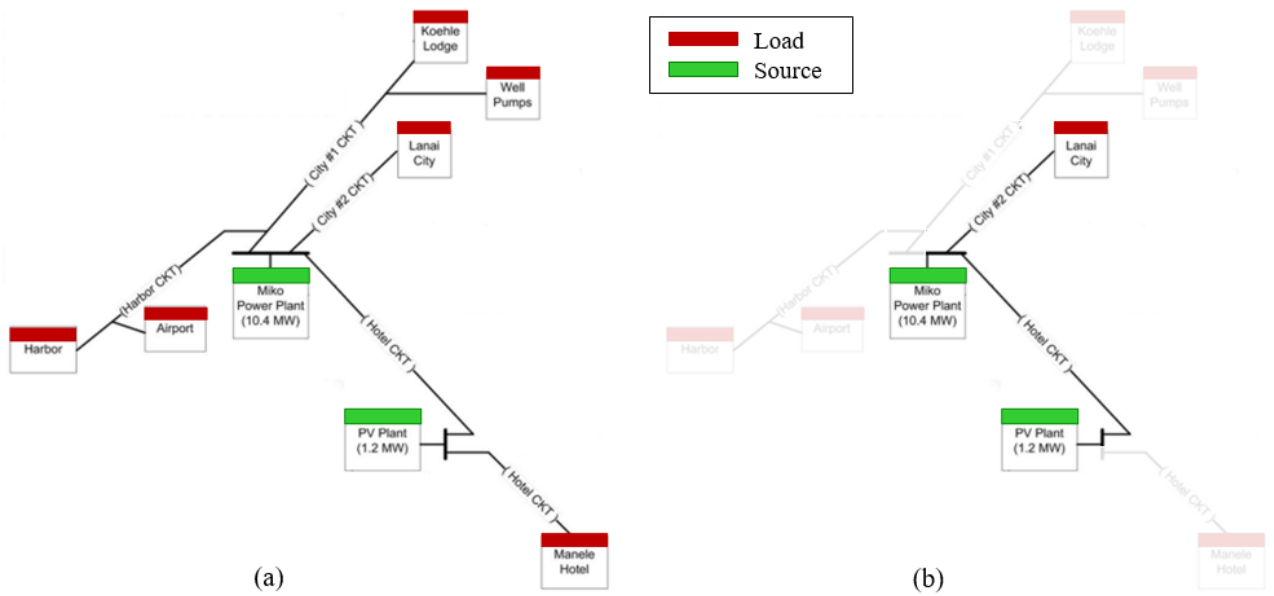 Koehle
Lodge
Well
Pumps
( City #1 CKT )
Lanai
City
( City #2 CKT )
(Harbor CKT)
Miko
Power Plant
(10.4 MW)
Airport
Harbor
( Hotel CKT )
PV Plant
(1.2 MW)
( Hotel CKT )
Manele
Hotel
(a)
Load
Source
Koehle
Lodge
Well
Pumps
( City #1 CKT )
Lanai
City
( City #2 CKT )
(Harbor CKT)
Miko
Power Plant
(10.4 MW)
Airport
Harbor
( Hotel CKT )
PV Plant
(1.2 MW)
( Hotel CKT )
Manele
Hotel
(b)